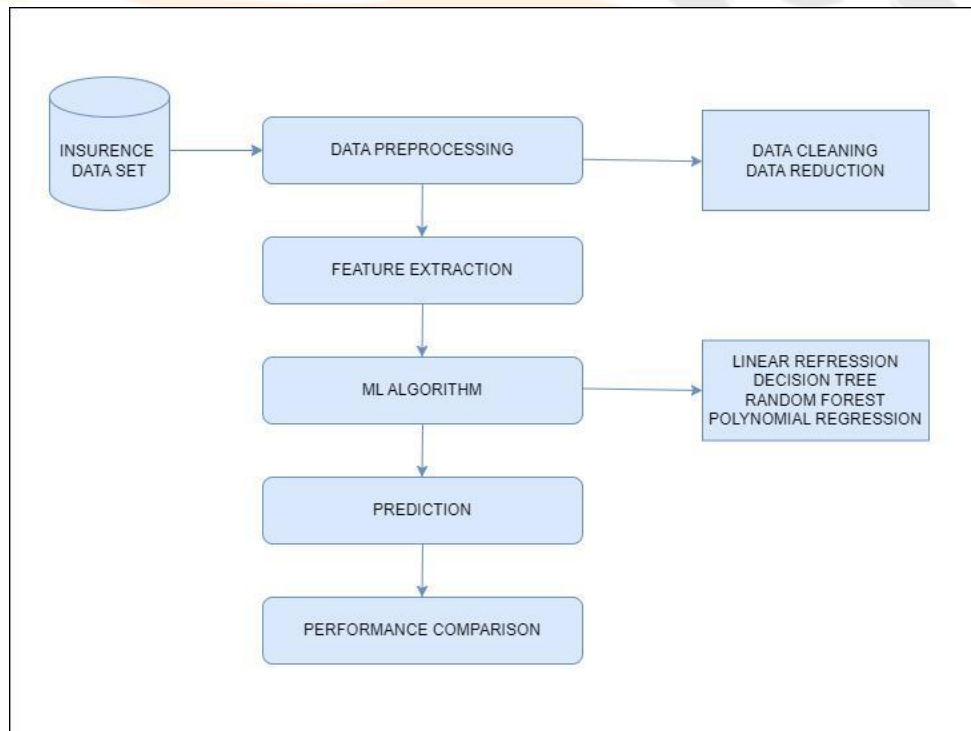 INSURENCE
DATA SET
DATA PREPROCESSING
DATA CLEANING
DATA REDUCTION
FEATURE EXTRACTION
ML ALGORITHM
LINEAR REFRESSION
DECISION TREE
RANDOM FOREST
POLYNOMIAL REGRESSION
PREDICTION
PERFORMANCE COMPARISON